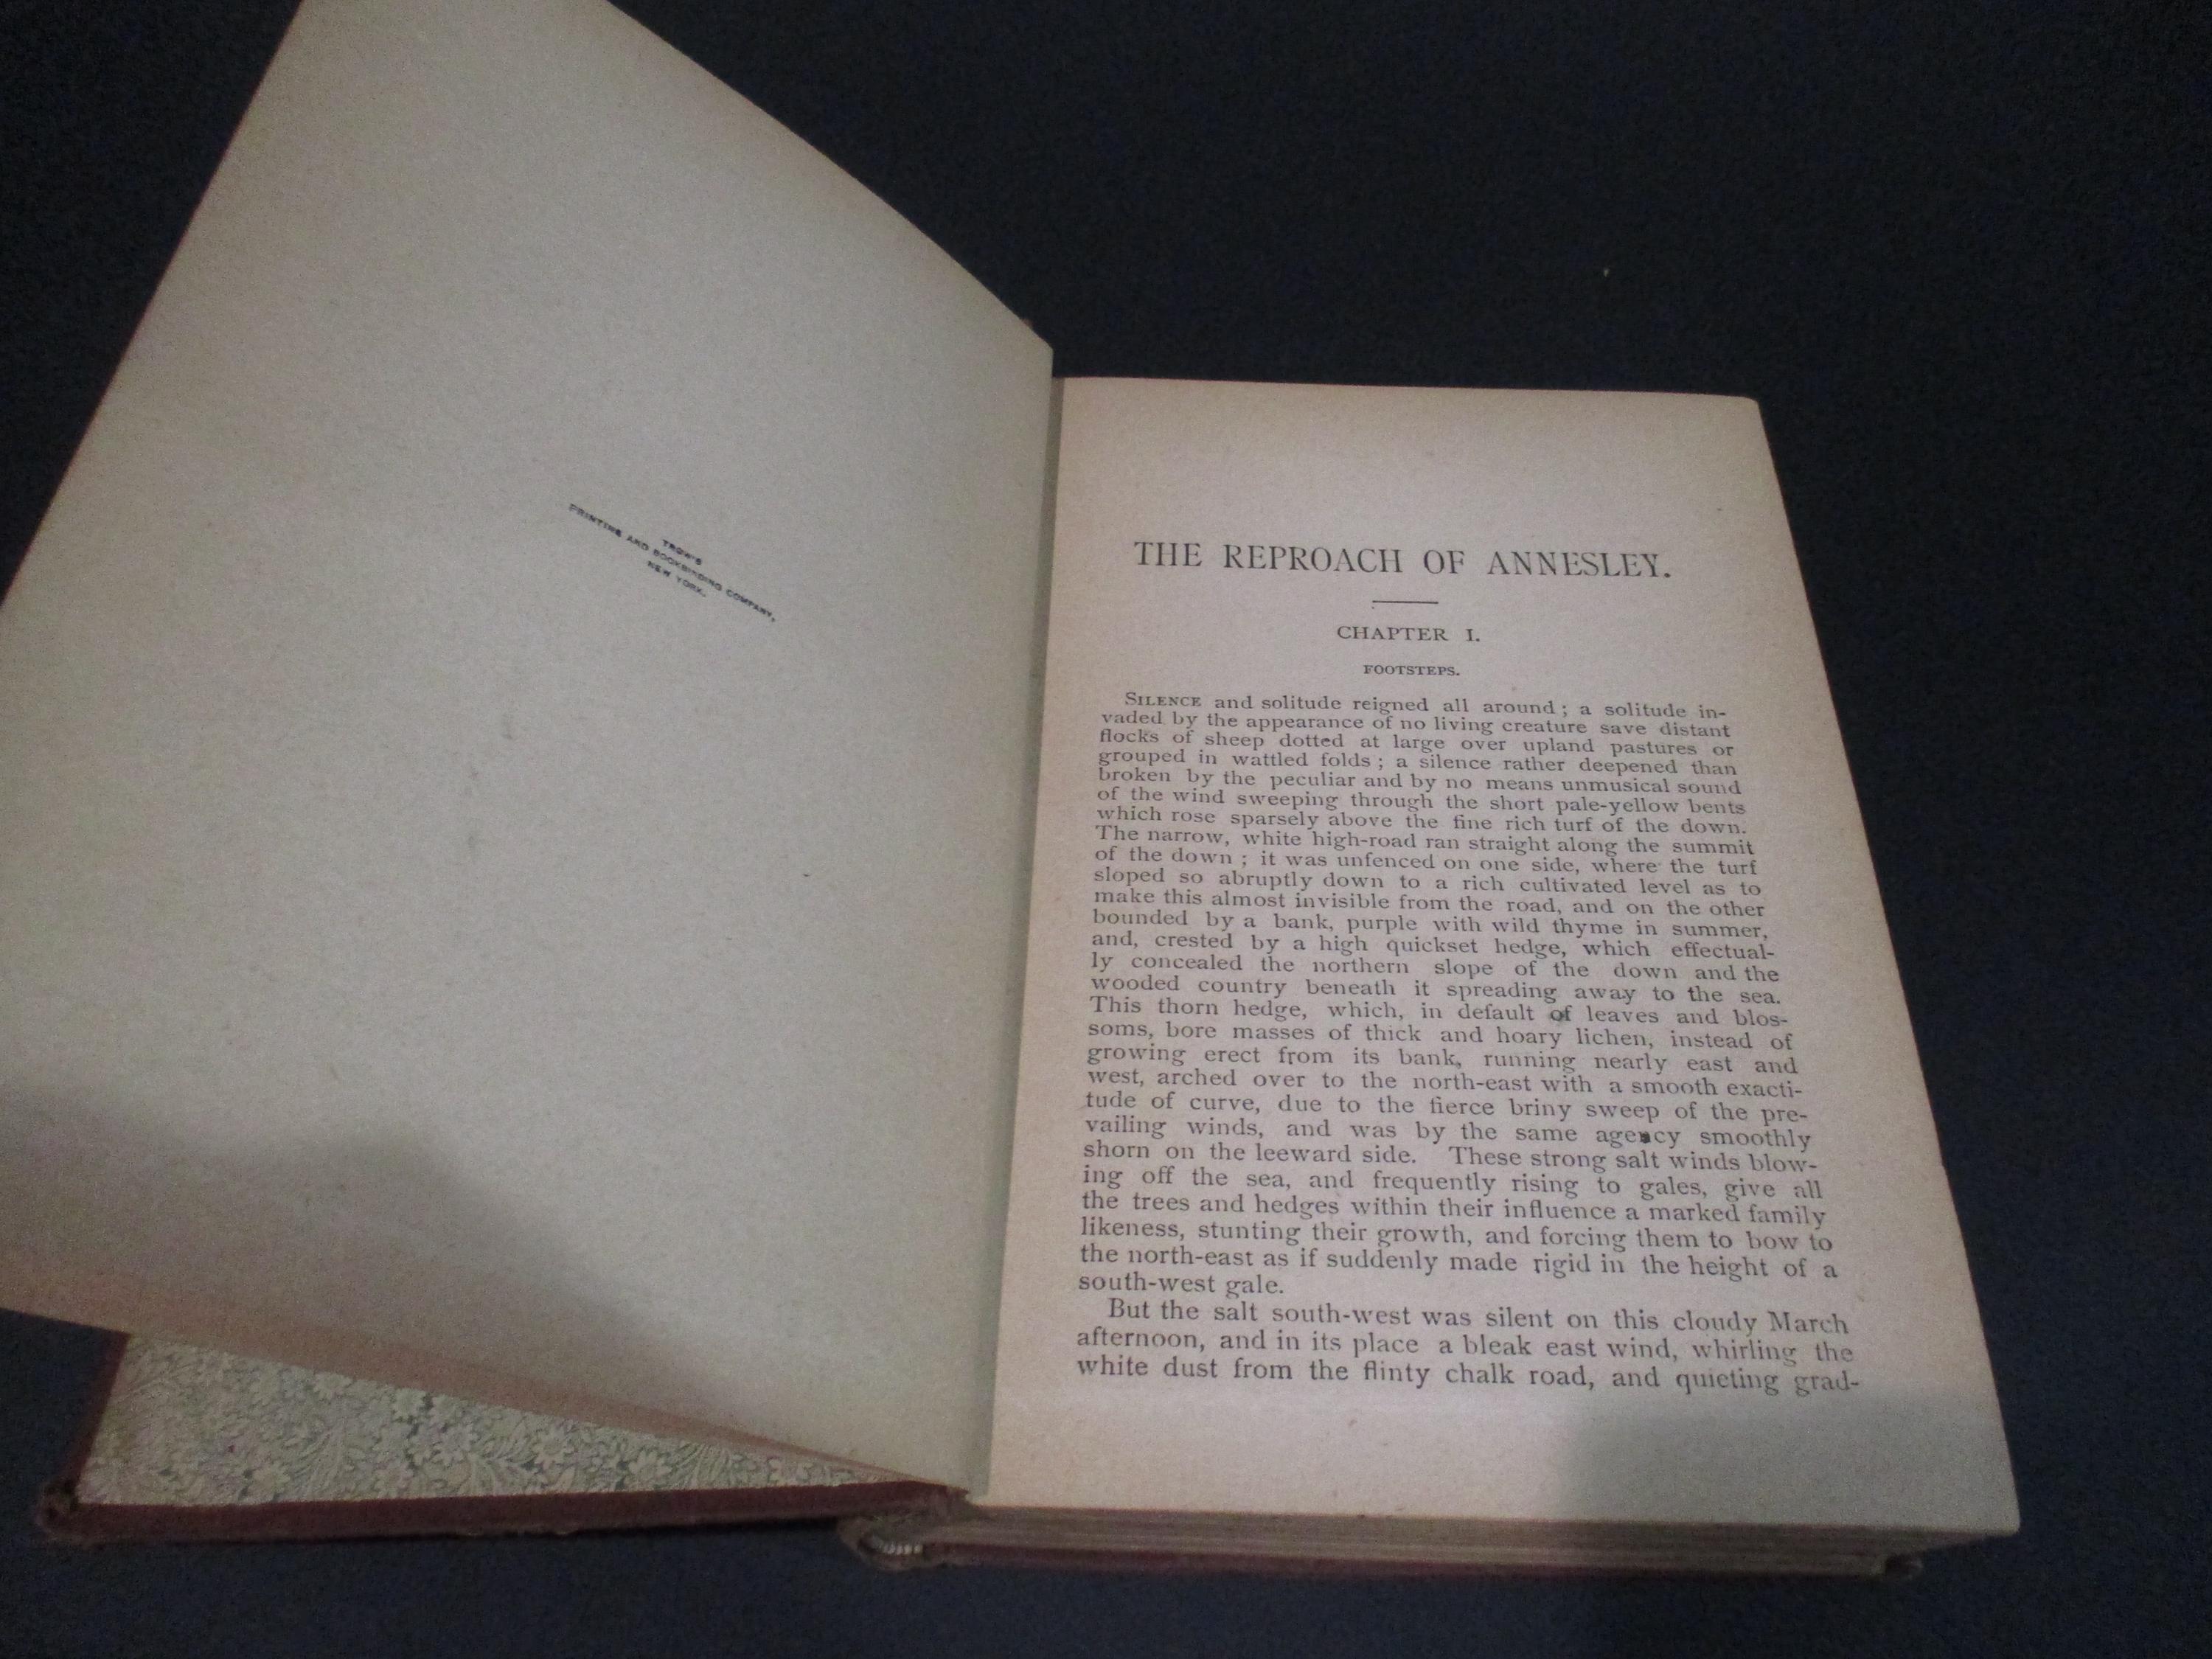 TROW'S
PRINTING AND BOOKBINDING COMPANY,
NEW YORK.
THE REPROACH OF ANNESLEY.
CHAPTER I.
FOOTSTEPS.
SILENCE and solitude reigned all around; a solitude in-
vaded by the appearance of no living creature save distant
flocks of sheep dotted at large over upland pastures or
grouped in wattled folds; a silence rather deepened than
broken by the peculiar and by no means unmusical sound
of the wind sweeping through the short pale-yellow bents
which rose sparsely above the fine rich turf of the down.
The narrow, white high-road ran straight along the summit
of the down; it was unfenced on one side, where the turf
sloped so abruptly down to a rich cultivated level as to
make this almost invisible from the road, and on the other
bounded by a bank, purple with wild thyme in summer,
and, crested by a high quickset hedge, which effectual-
ly concealed the northern slope of the down and the
wooded country beneath it spreading away to the sea.
This thorn hedge, which, in default of leaves and blos-
soms, bore masses of thick and hoary lichen, instead of
growing erect from its bank, running nearly east and
west, arched over to the north-east with a smooth exacti-
tude of curve, due to the fierce briny sweep of the pre-
vailing winds, and was by the same agency smoothly
shorn on the leeward side. These strong salt winds blow-
ing off the sea, and frequently rising to gales, give all
the trees and hedges within their influence a marked family
likeness, stunting their growth, and forcing them to bow to
the north-east as if suddenly made rigid in the height of a
south-west gale.
But the salt south-west was silent on this cloudy March
afternoon, and in its place a bleak east wind, whirling the
white dust from the flinty chalk road, and quieting grad-